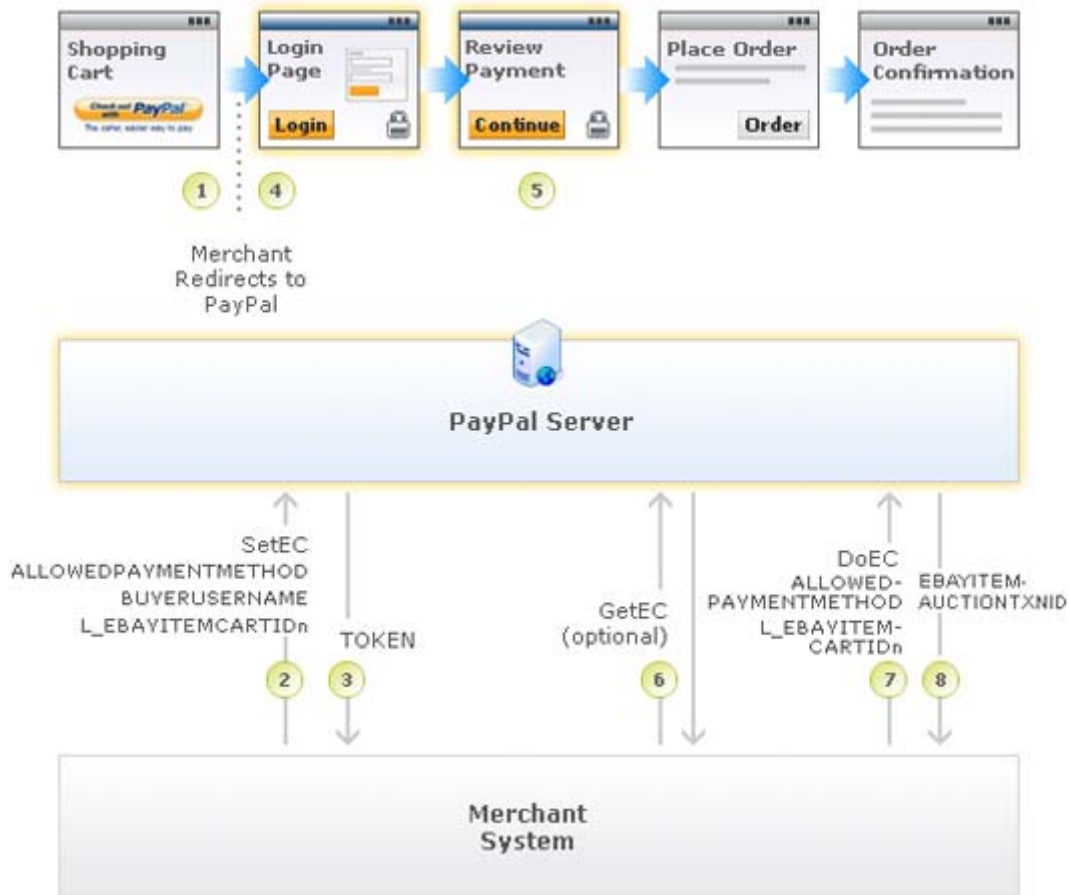 Shopping
Cart
Check out
with PayPal
The safer, easier way to pay
Login
Page
Login
Review
Payment
Continue
Place Order
Order
Order
Confirmation
1
4
5
Merchant
Redirects to
PayPal
PayPal Server
SetEC
ALLOWEDPAYMENTMETHOD
BUYERUSERNAME
L_EBAYITEMCARTIDn
2
TOKEN
3
GetEC
(optional)
6
DoEC
ALLOWED-
PAYMENTMETHOD
L_EBAYITEM-
CARTIDn
7
EBAYITEM-
AUCTIONTXNID
8
Merchant
System